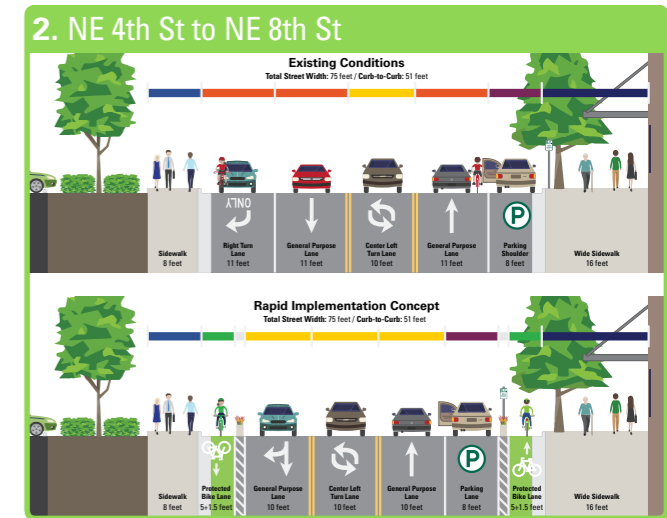 2. NE 4th St to NE 8th St
Existing Conditions
Total Street Width: 75 feet / Curb-to-Curb: 51 feet
ONLY
P
Sidewalk
8 feet
Right Turn
Lane
11 feet
General Purpose
Lane
11 feet
Center Left
Turn Lane
10 feet
General Purpose
Lane
11 feet
Parking
Shoulder
8 feet
Wide Sidewalk
16 feet
Rapid Implementation Concept
Total Street Width: 75 feet / Curb-to-Curb: 51 feet
P
Sidewalk
8 feet
Protected
Bike Lane
5+1.5 feet
General Purpose
Lane
10 feet
Center Left
Turn Lane
10 feet
General Purpose
Lane
10 feet
Parking
Lane
8 feet
Protected
Bike Lane
5+1.5 feet
Wide Sidewalk
16 feet